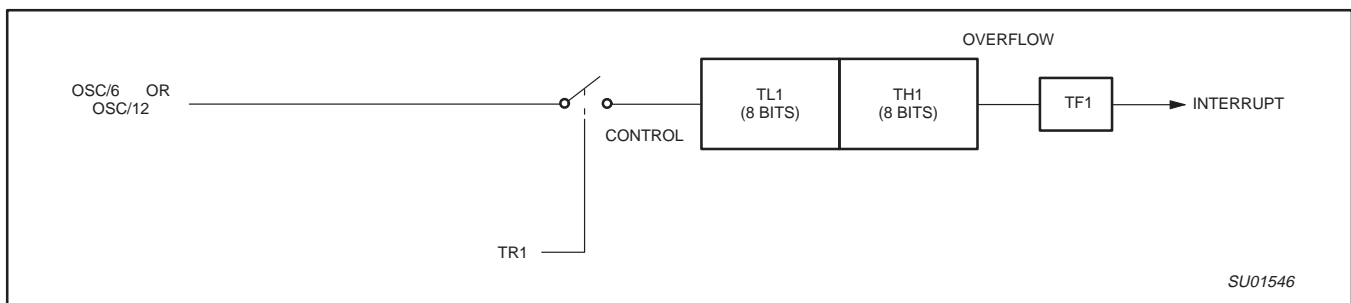 OVERFLOW
OSC/6 OR
OSC/12
TL1
(8 BITS)
TH1
(8 BITS)
TF1
INTERRUPT
CONTROL
TR1
SU01546